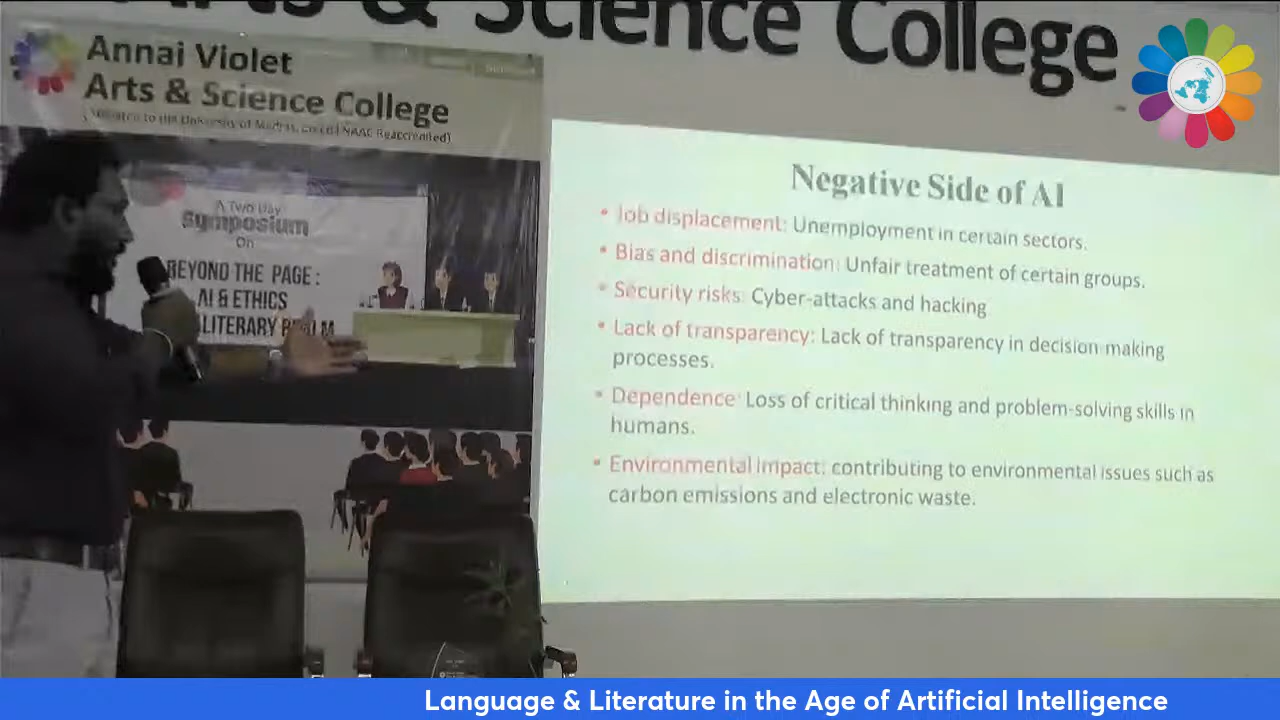 Arts & Science College
Annai Violet
Arts & Science College
A Two Day
Symposium
On
BEYOND THE PAGE :
AI & ETHICS
LITERARY
Negative Side of AI
• Job displacement: Unemployment in certain sectors.
• Bias and discrimination: Unfair treatment of certain groups.
• Security risks: Cyber-attacks and hacking
• Lack of transparency: Lack of transparency in decision-making
processes.
• Dependence: Loss of critical thinking and problem-solving skills in
humans.
• Environmental impact: contributing to environmental issues such as
carbon emissions and electronic waste.
Language & Literature in the Age of Artificial Intelligence